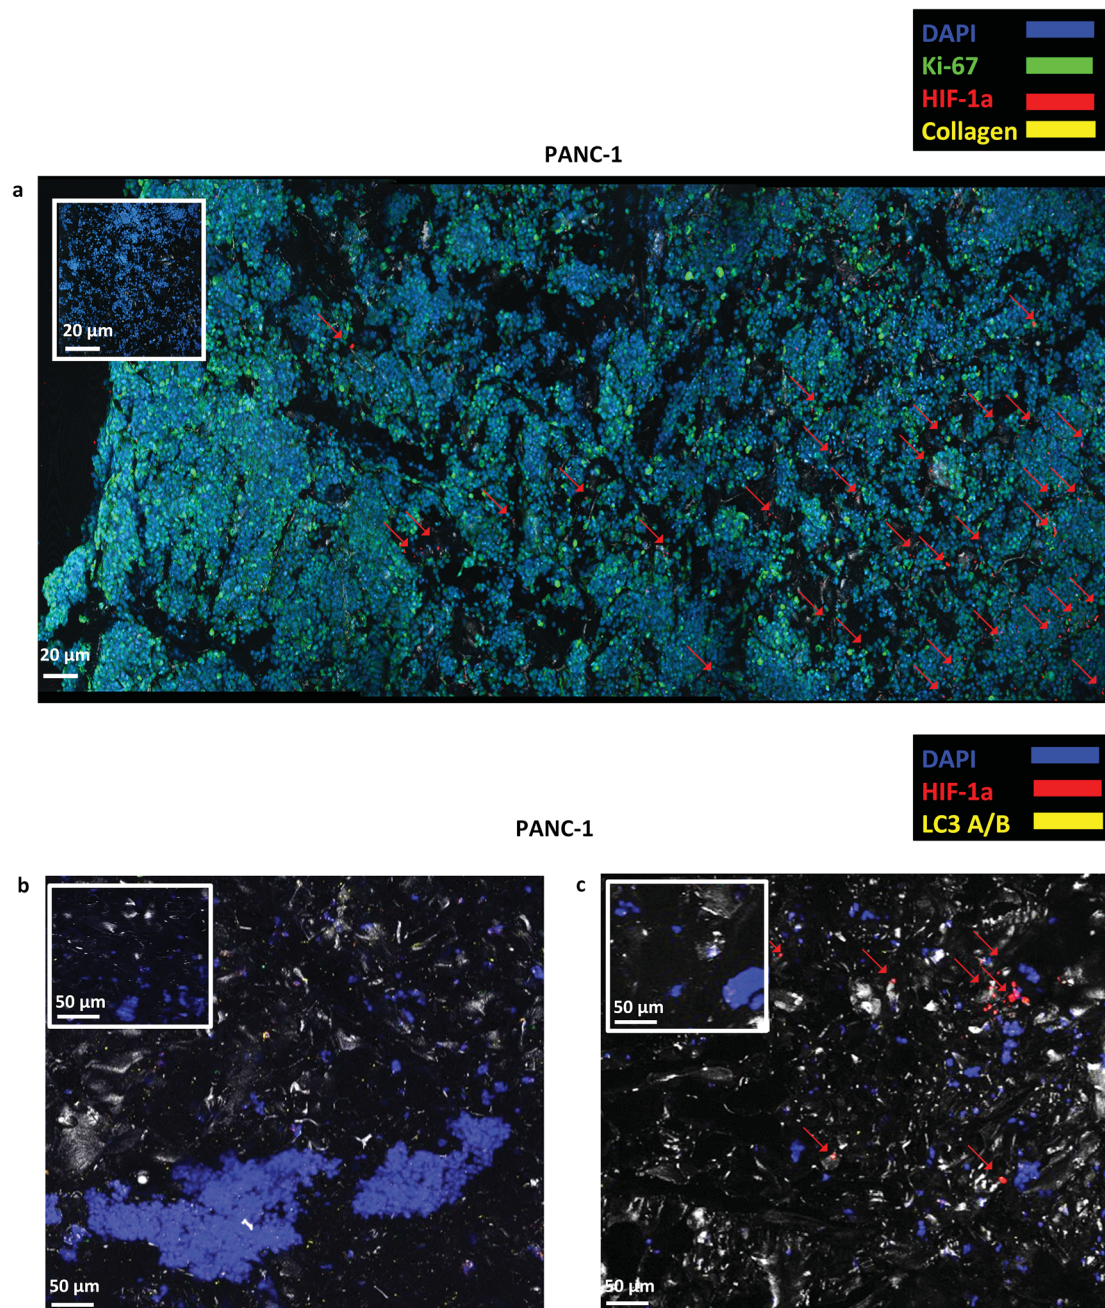 DAPI
Ki-67
HIF-1a
Collagen
PANC-1
a
20 µm
20 µm
DAPI
HIF-1a
LC3 A/B
PANC-1
b
c
50 µm
50 µm
50 µm
50 µm